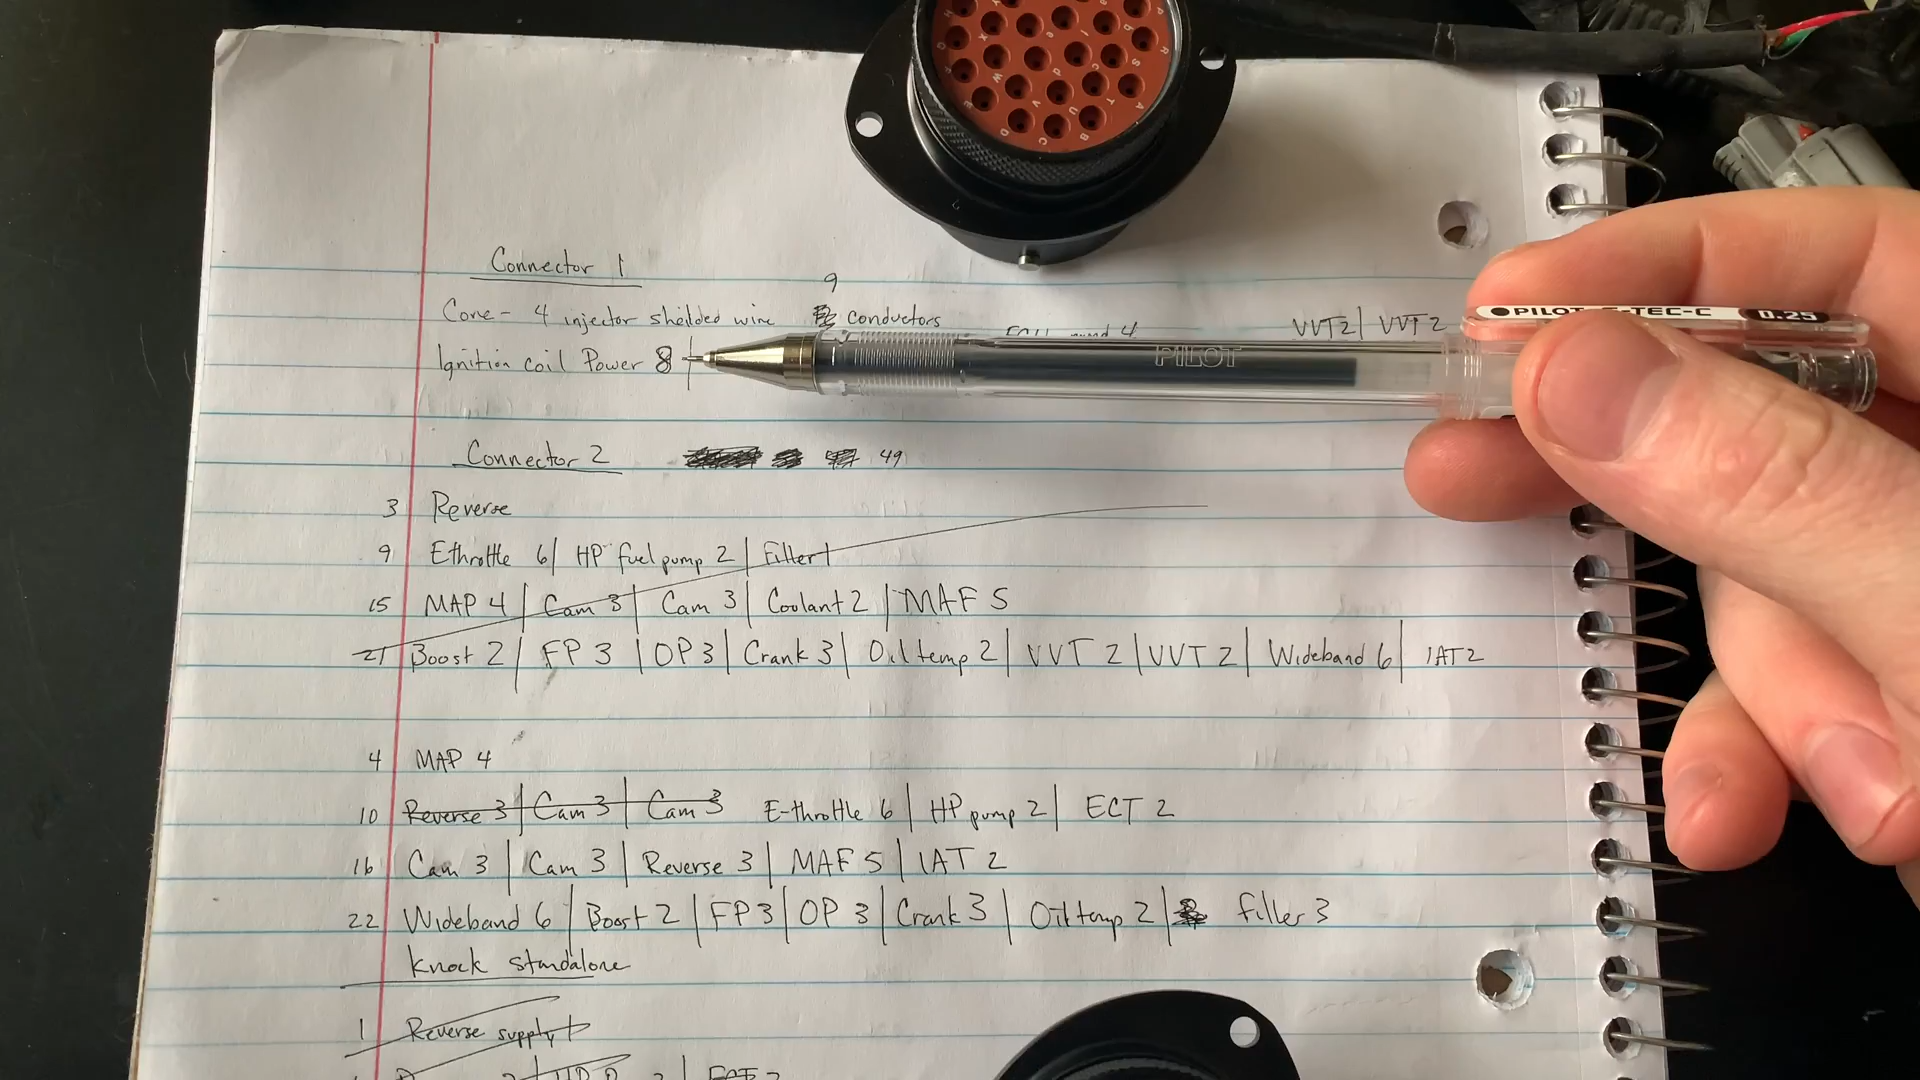 Connector 1
9
Core - 4 injector sheilded wire conductors
VVT2 | VVT 2
Ignition coil Power 8 |
PILOT G-TEC-C 0.25
PILOT
Connector 2 49
3 Reverse
9 Ethrottle 6 | HP fuel pump 2 | Filler 1
15 MAP 4 | Cam 3 | Cam 3 | Coolant 2 | MAF 5
21 Boost 2 | FP 3 | OP 3 | Crank 3 | Oil temp 2 | VVT 2 | VVT 2 | Wideband 6 | IAT 2
4 MAP 4
10 Reverse 3 | Cam 3 | Cam 3 E-throttle 6 | HP pump 2 | ECT 2
16 Cam 3 | Cam 3 | Reverse 3 | MAF 5 | IAT 2
22 Wideband 6 | Boost 2 | FP 3 | OP 3 | Crank 3 | Oil temp 2 | filler 3
Knock standalone
1 Reverse supply 1